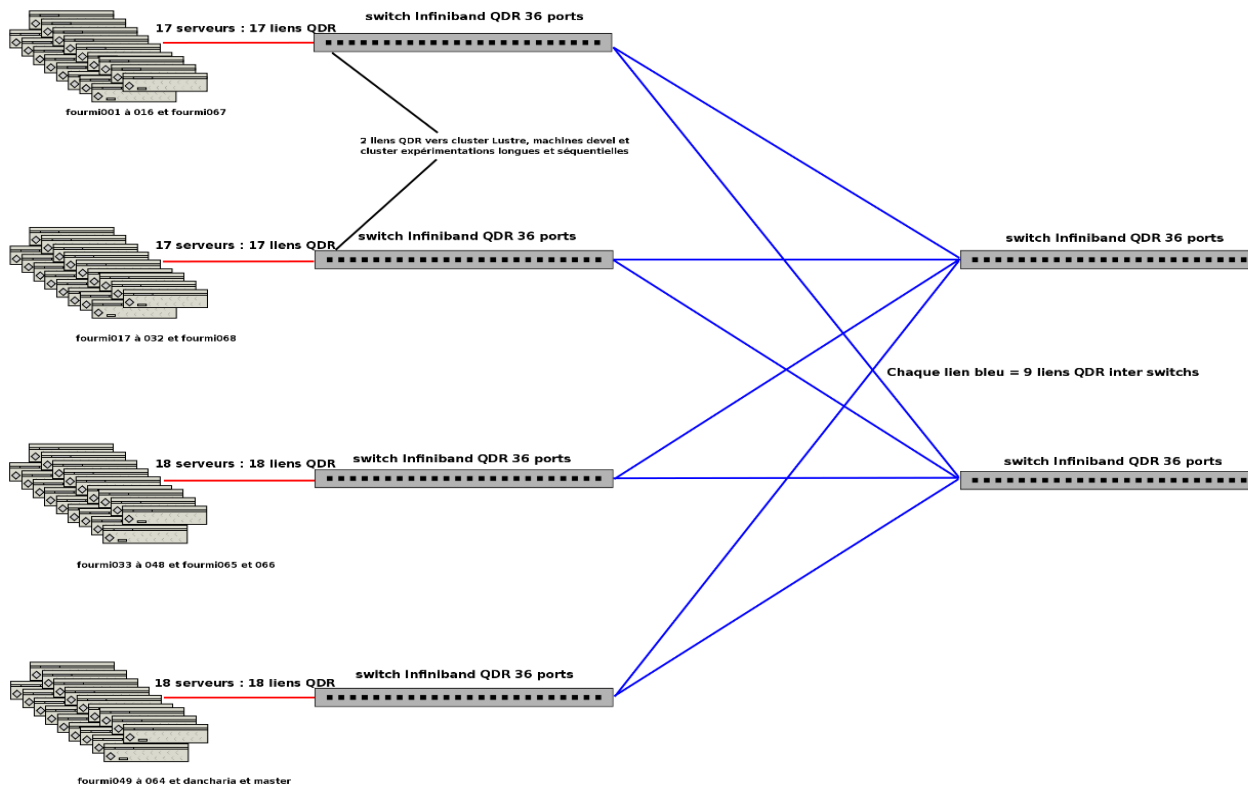 switch Infiniband QDR 36 ports
17 serveurs : 17 liens QDR
fourmi001 à 016 et fourmi067
2 liens QDR vers cluster Lustre, machines devel et
cluster expérimentations longues et séquentielles
17 serveurs : 17 liens QDR
switch Infiniband QDR 36 ports
switch Infiniband QDR 36 ports
fourmi017 à 032 et fourmi068
Chaque lien bleu = 9 liens QDR inter switchs
18 serveurs : 18 liens QDR
switch Infiniband QDR 36 ports
switch Infiniband QDR 36 ports
fourmi033 à 048 et fourmi065 et 066
18 serveurs : 18 liens QDR
switch Infiniband QDR 36 ports
fourmi049 à 064 et dancharia et master